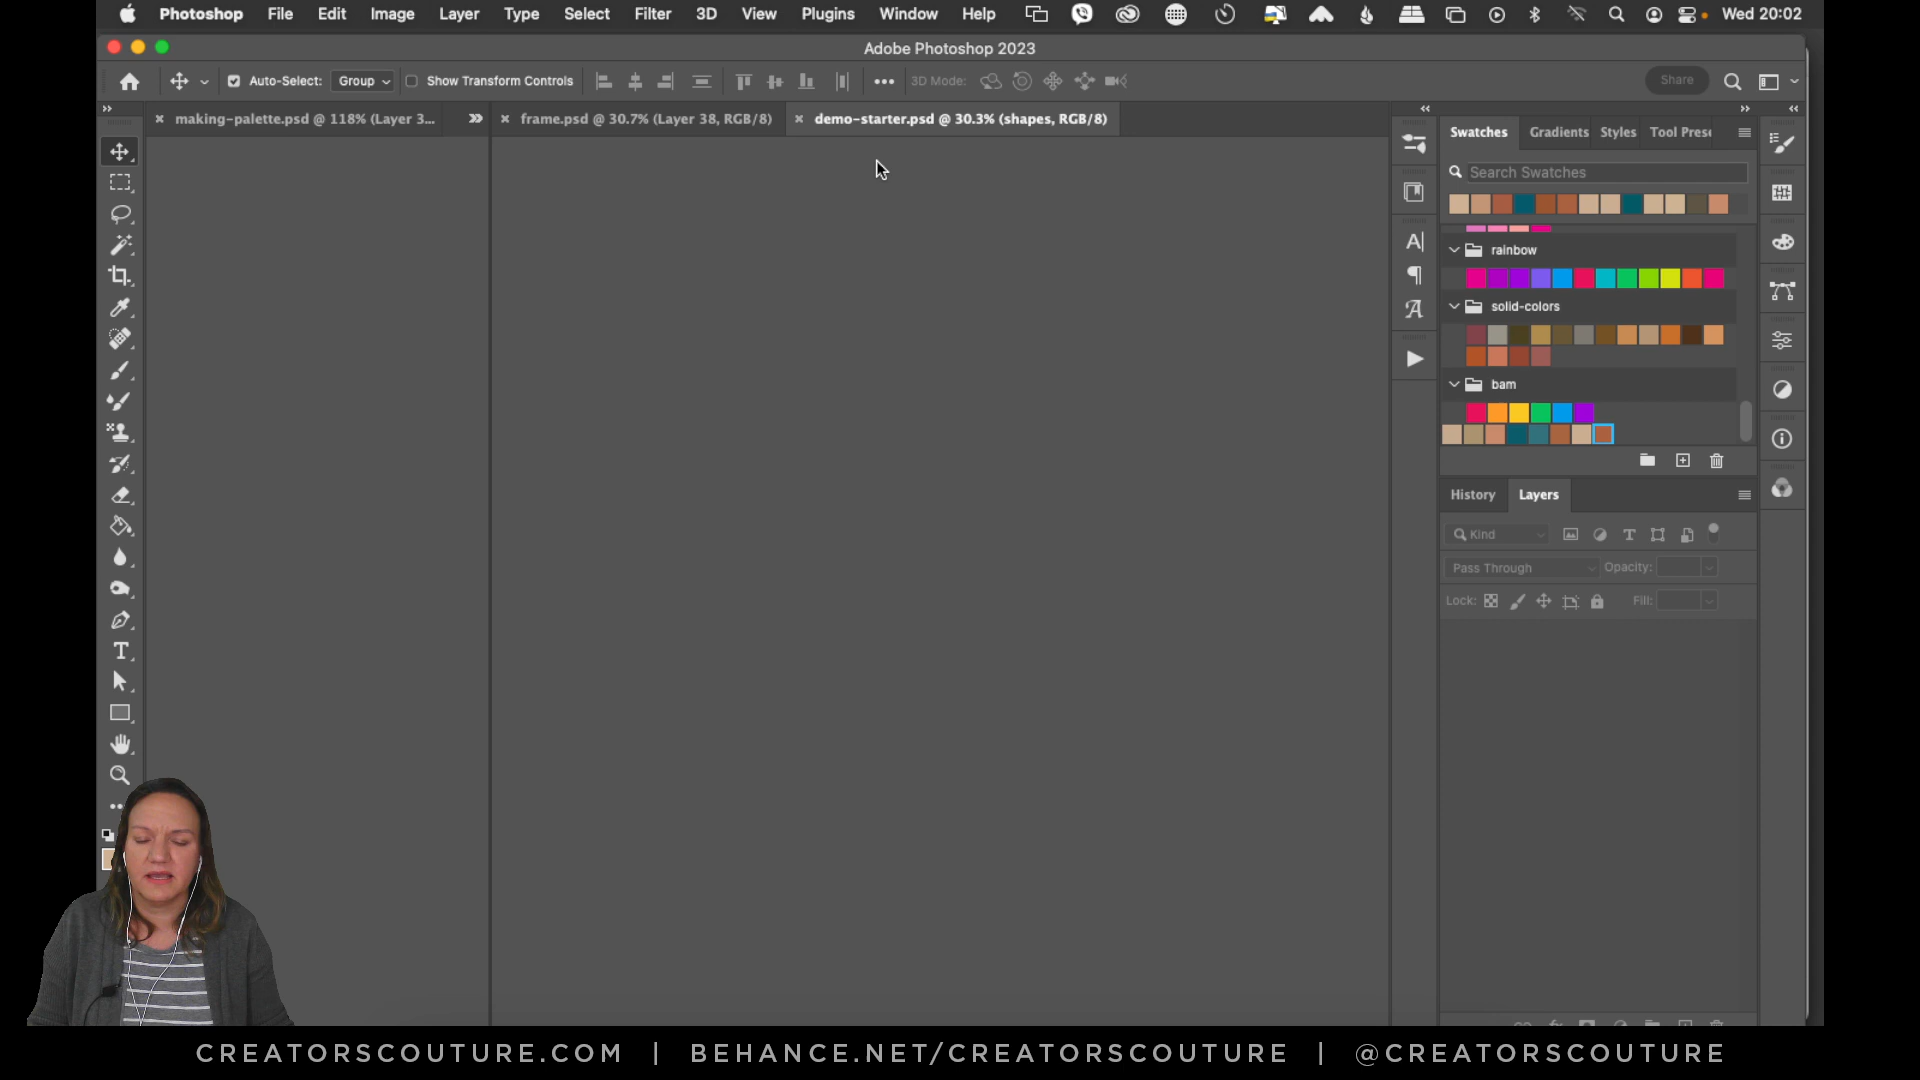 Photoshop File Edit Image Layer Type Select Filter 3D View Plugins Window Help Wed 20:02
Adobe Photoshop 2023
Auto-Select: Group Show Transform Controls 3D Mode: Share
making-palette.psd @ 118% (Layer 3... frame.psd @ 30.7% (Layer 38, RGB/8) demo-starter.psd @ 30.3% (shapes, RGB/8)
Swatches Gradients Styles Tool Prese
Search Swatches
rainbow
solid-colors
bam
History Layers
Kind
Pass Through Opacity:
Lock: Fill:
CREATORSCOUTURE.COM | BEHANCE.NET/CREATORSCOUTURE | @CREATORSCOUTURE